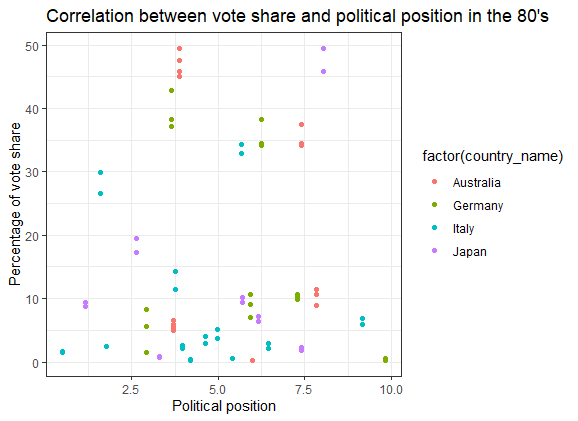 Correlation between vote share and political position in the 80's
Percentage of vote share
50
40
30
20
10
0
2.5
5.0
7.5
10.0
Political position
factor(country_name)
Australia
Germany
Italy
Japan